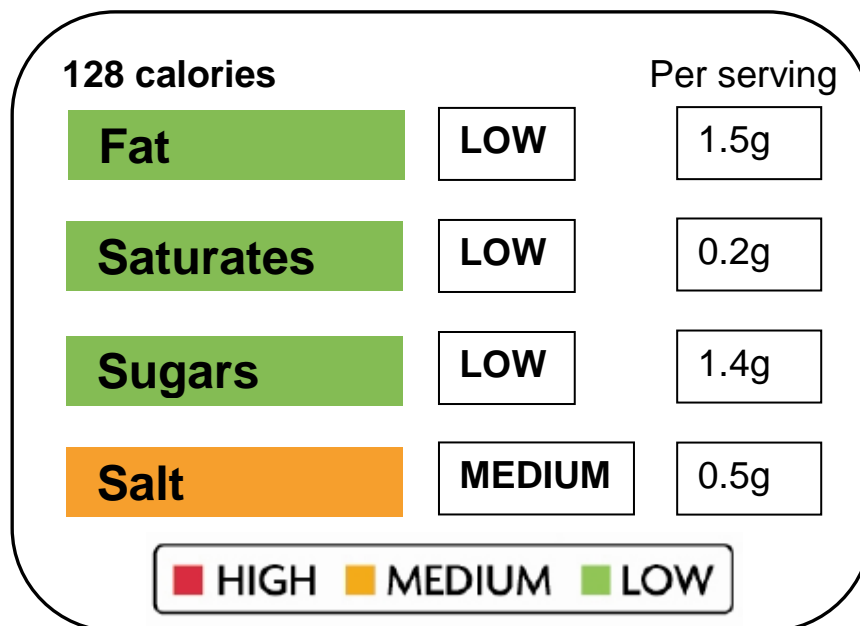 128 calories Per serving
Fat LOW 1.5g
Saturates LOW 0.2g
Sugars LOW 1.4g
Salt MEDIUM 0.5g
HIGH MEDIUM LOW